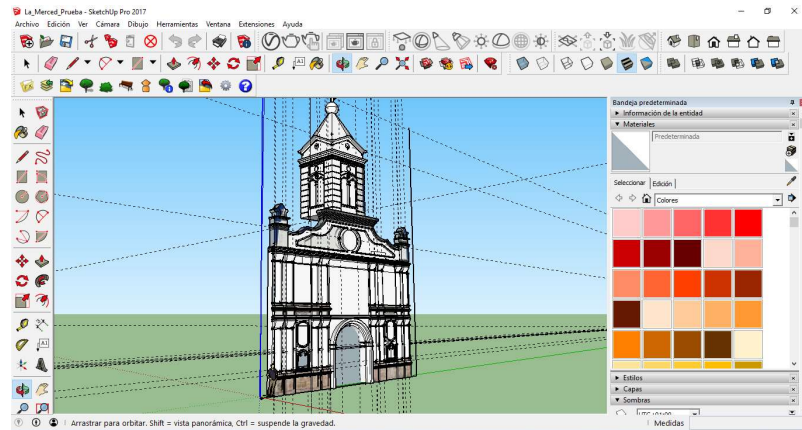 La_Merced_Prueba - SketchUp Pro 2017
Archivo Edición Ver Cámara Dibujo Herramientas Ventana Extensiones Ayuda
Bandeja predeterminada
Información de la entidad
Materiales
Predeterminada
Seleccionar Edición
Colores
Estilos
Capas
Sombras
Arrastrar para orbitar. Shift = vista panorámica, Ctrl = suspende la gravedad.
Medidas